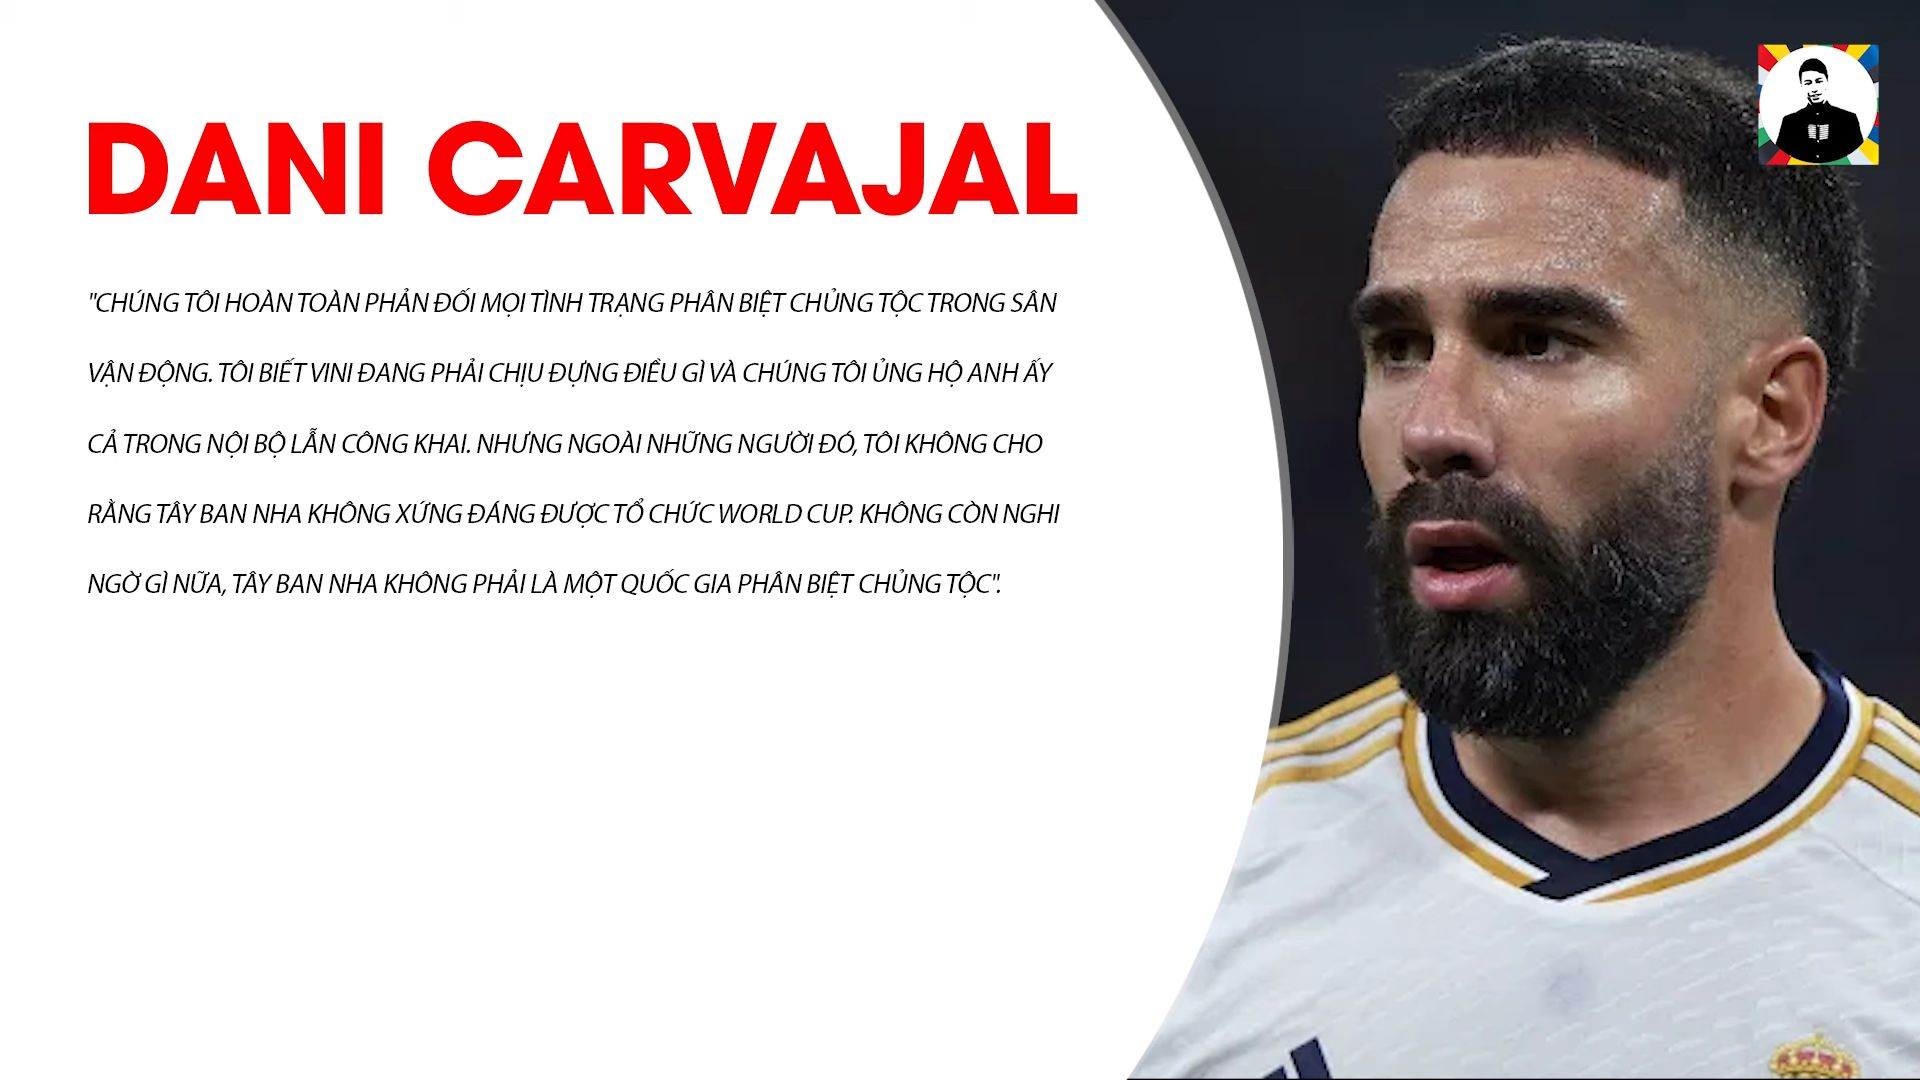 DANI CARVAJAL
"CHÚNG TÔI HOÀN TOÀN PHẢN ĐỐI MỌI TÌNH TRẠNG PHÂN BIỆT CHỦNG TỘC TRONG SÂN
VẬN ĐỘNG. TÔI BIẾT VINI ĐANG PHẢI CHỊU ĐỰNG ĐIỀU GÌ VÀ CHÚNG TÔI ỦNG HỘ ANH ẤY
CẢ TRONG NỘI BỘ LẪN CÔNG KHAI. NHƯNG NGOÀI NHỮNG NGƯỜI ĐÓ, TÔI KHÔNG CHO
RẰNG TÂY BAN NHA KHÔNG XỨNG ĐÁNG ĐƯỢC TỔ CHỨC WORLD CUP. KHÔNG CÒN NGHI
NGỜ GÌ NỮA, TÂY BAN NHA KHÔNG PHẢI LÀ MỘT QUỐC GIA PHÂN BIỆT CHỦNG TỘC".